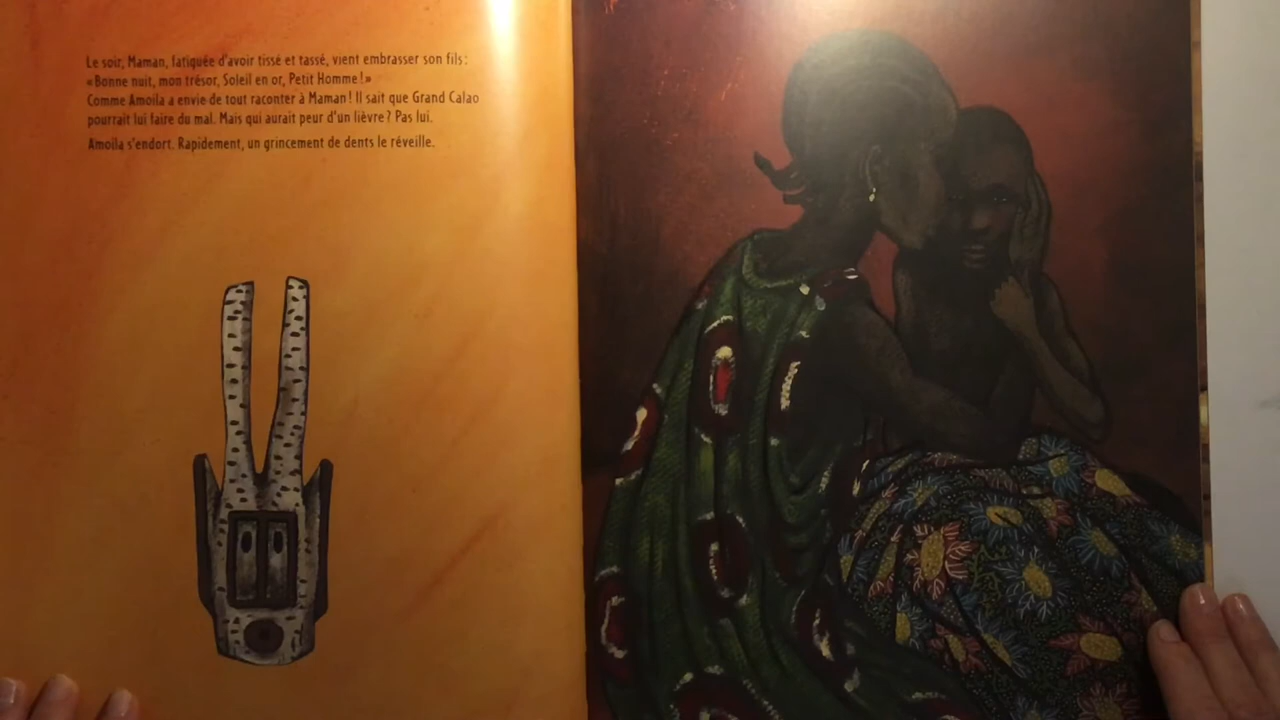 Le soir, Maman, fatiguée d'avoir tissé et tassé, vient embrasser son fils :
«Bonne nuit, mon trésor, Soleil en or, Petit Homme !»
Comme Amoila a envie de tout raconter à Maman ! Il sait que Grand Calao
pourrait lui faire du mal. Mais qui aurait peur d'un lièvre ? Pas lui.
Amoila s'endort. Rapidement, un grincement de dents le réveille.